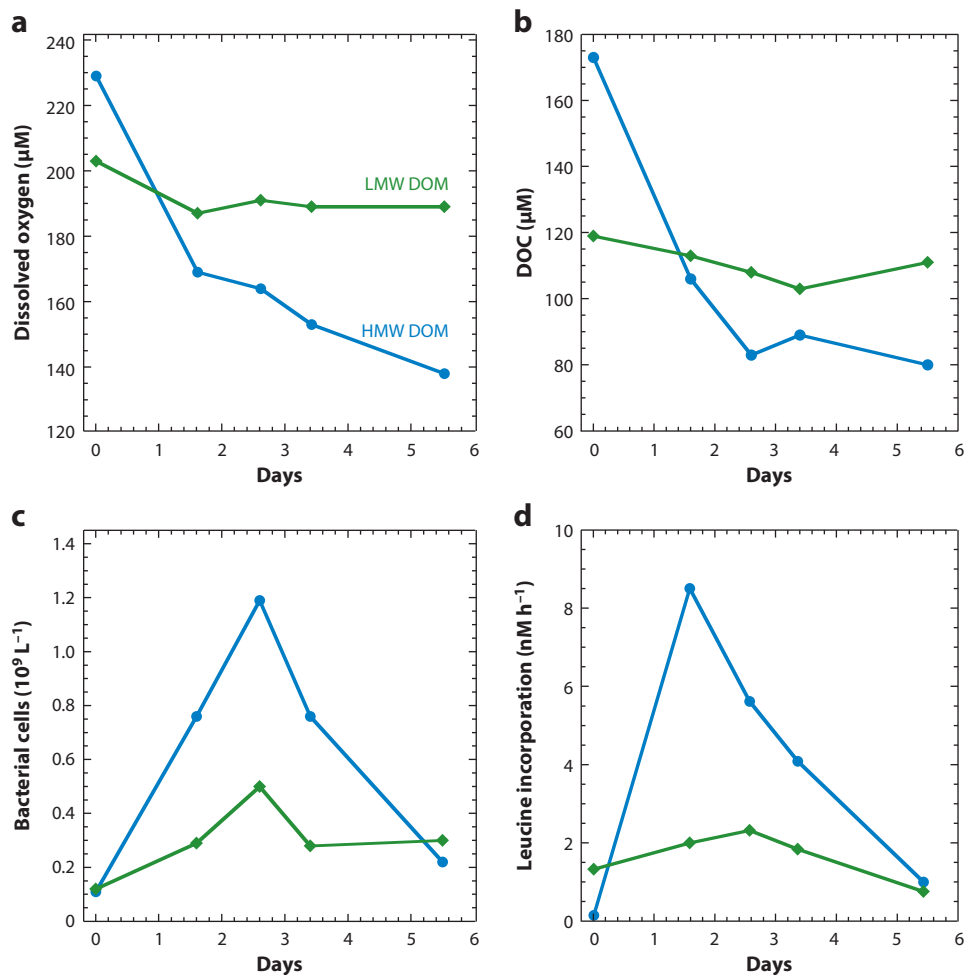 a
240
220
200
180
160
140
120
Dissolved oxygen (µM)
LMW DOM
HMW DOM
0 1 2 3 4 5 6
Days
b
180
160
140
120
100
80
60
DOC (µM)
0 1 2 3 4 5 6
Days
c
1.4
1.2
1.0
0.8
0.6
0.4
0.2
0
Bacterial cells (10⁹ L⁻¹)
0 1 2 3 4 5 6
Days
d
10
8
6
4
2
0
Leucine incorporation (nM h⁻¹)
0 1 2 3 4 5 6
Days